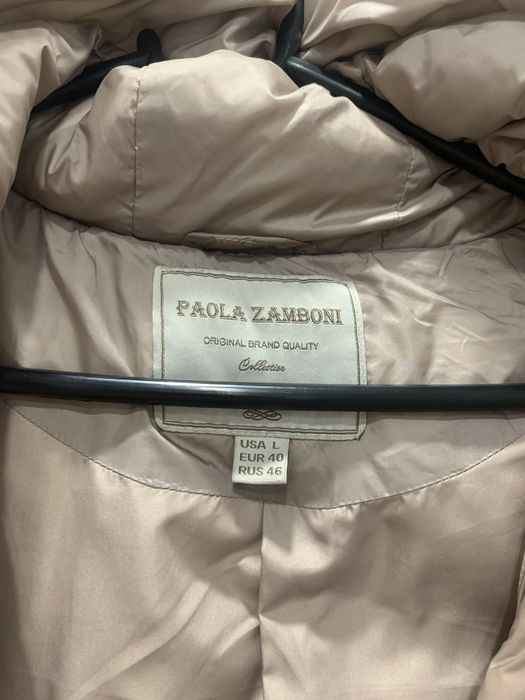 PAOLA ZAMBONI
ORIGINAL BRAND QUALITY
Collection
USA L
EUR 40
RUS 46